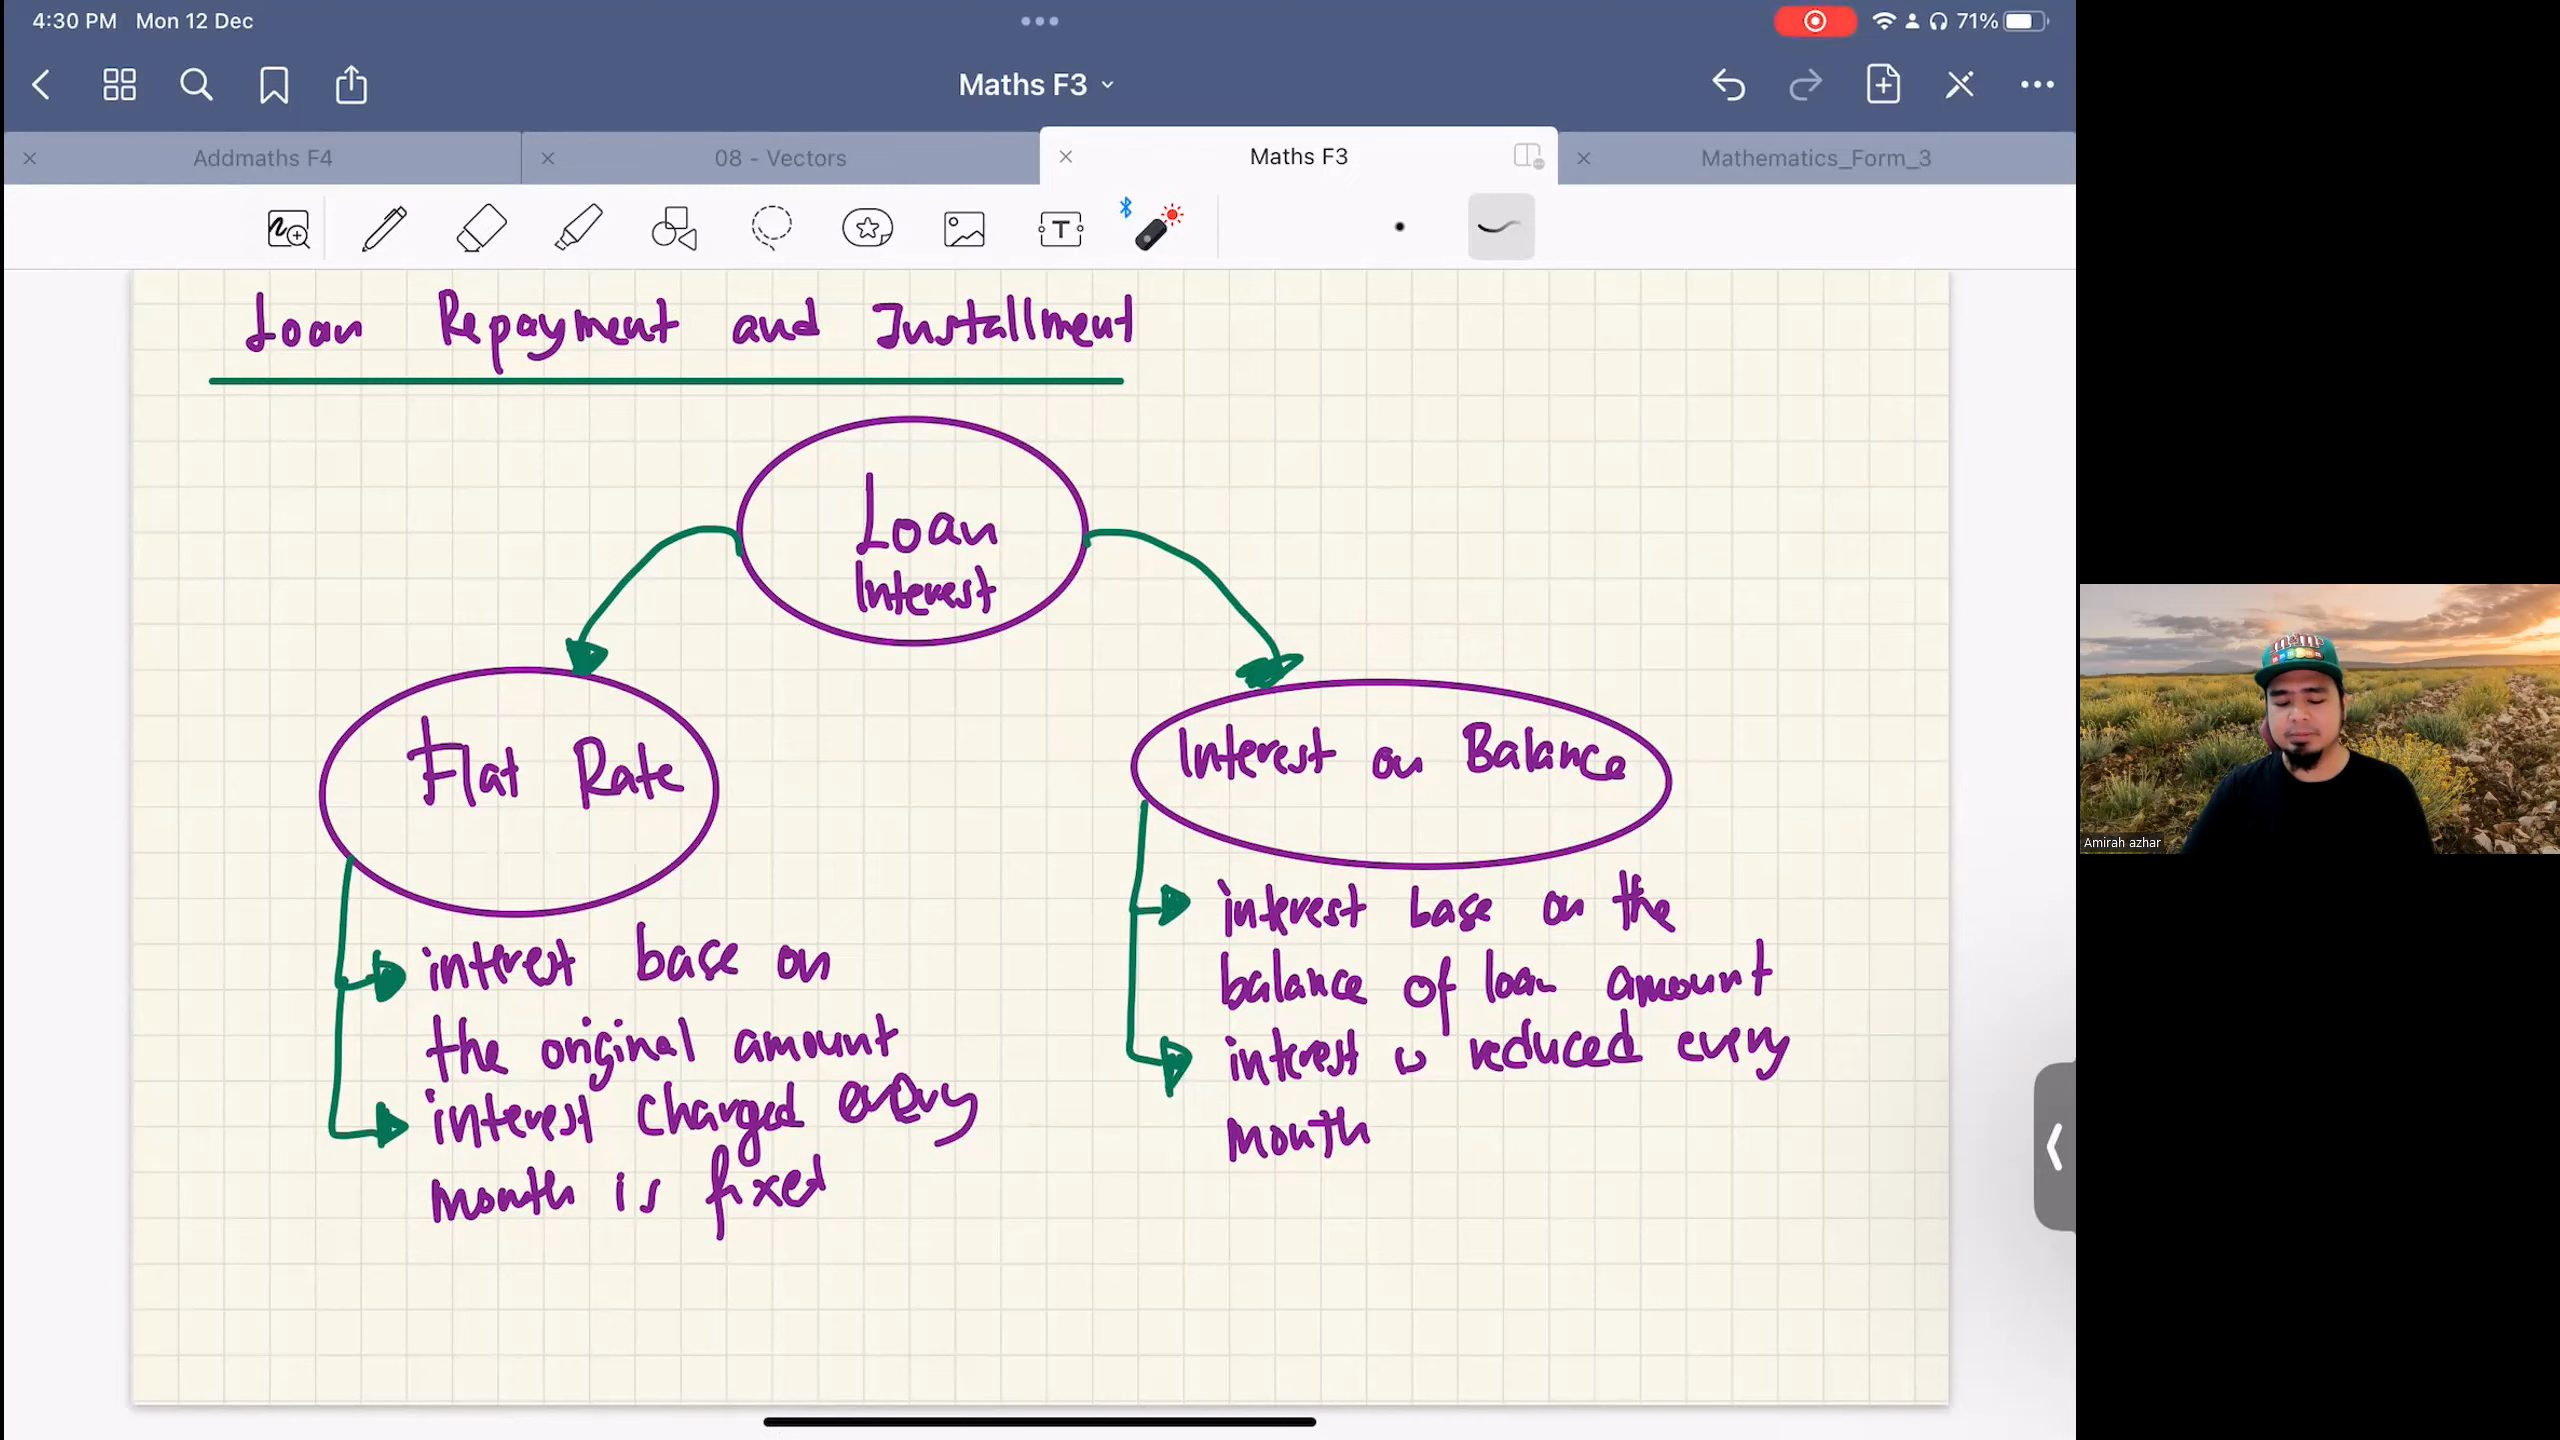 4:30 PM Mon 12 Dec
71%
Maths F3
Addmaths F4
08 - Vectors
Maths F3
Mathematics_Form_3
T
Loan Repayment and Installment
Loan
Interest
Flat Rate
Interest on Balance
interest base on
the original amount
interest charged every
month is fixed
interest base on the
balance of loan amount
interest is reduced every
month
Amirah azhar